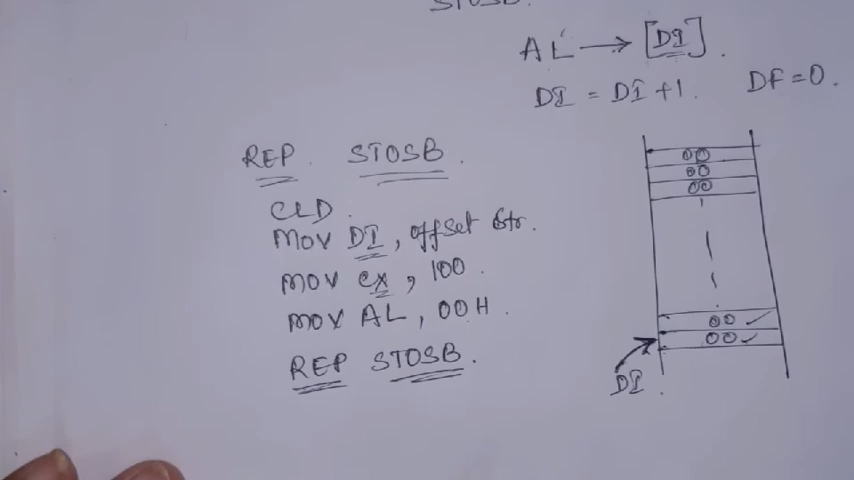 STOSB.
AL → [DI].
DI = DI+1. DF=0.
REP. STOSB.
CLD.
MOV DI, offset Str.
MOV CX, 100.
MOV AL, 00H.
REP STOSB.
00
00
00
00
00
DI.